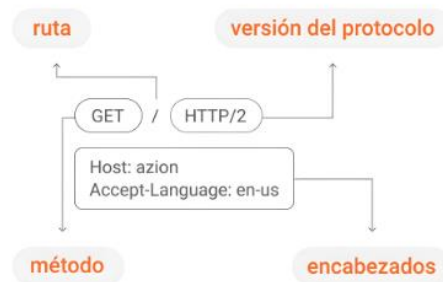 ruta versión del protocolo
GET / HTTP/2
Host: azion
Accept-Language: en-us
método encabezados